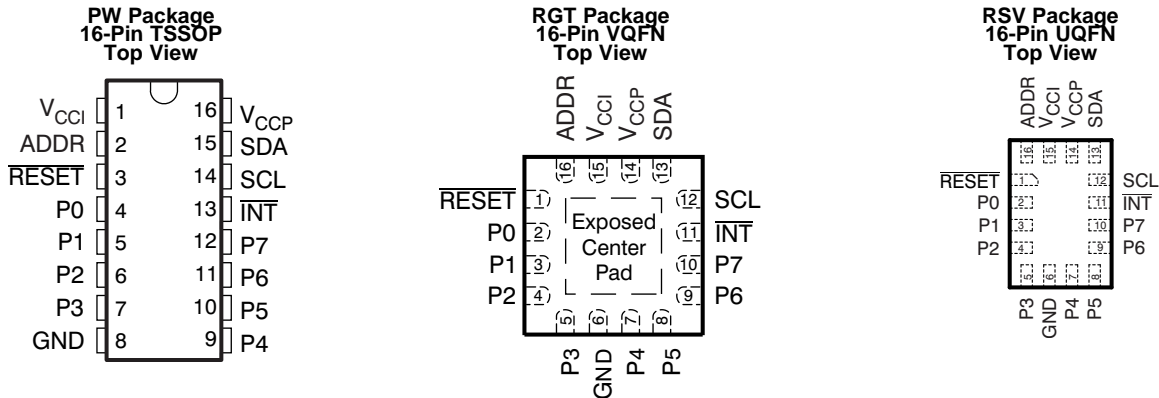 PW Package
16-Pin TSSOP
Top View
VCCI 1
ADDR 2
RESET 3
P0 4
P1 5
P2 6
P3 7
GND 8
16 VCCP
15 SDA
14 SCL
13 INT
12 P7
11 P6
10 P5
9 P4
RGT Package
16-Pin VQFN
Top View
ADDR VCCI VCCP SDA
16 15 14 13
RESET 1
P0 2
P1 3
P2 4
Exposed
Center
Pad
12 SCL
11 INT
10 P7
9 P6
5 6 7 8
P3 GND P4 P5
RSV Package
16-Pin UQFN
Top View
ADDR VCCI VCCP SDA
16 15 14 13
RESET 1
P0 2
P1 3
P2 4
12 SCL
11 INT
10 P7
9 P6
5 6 7 8
P3 GND P4 P5